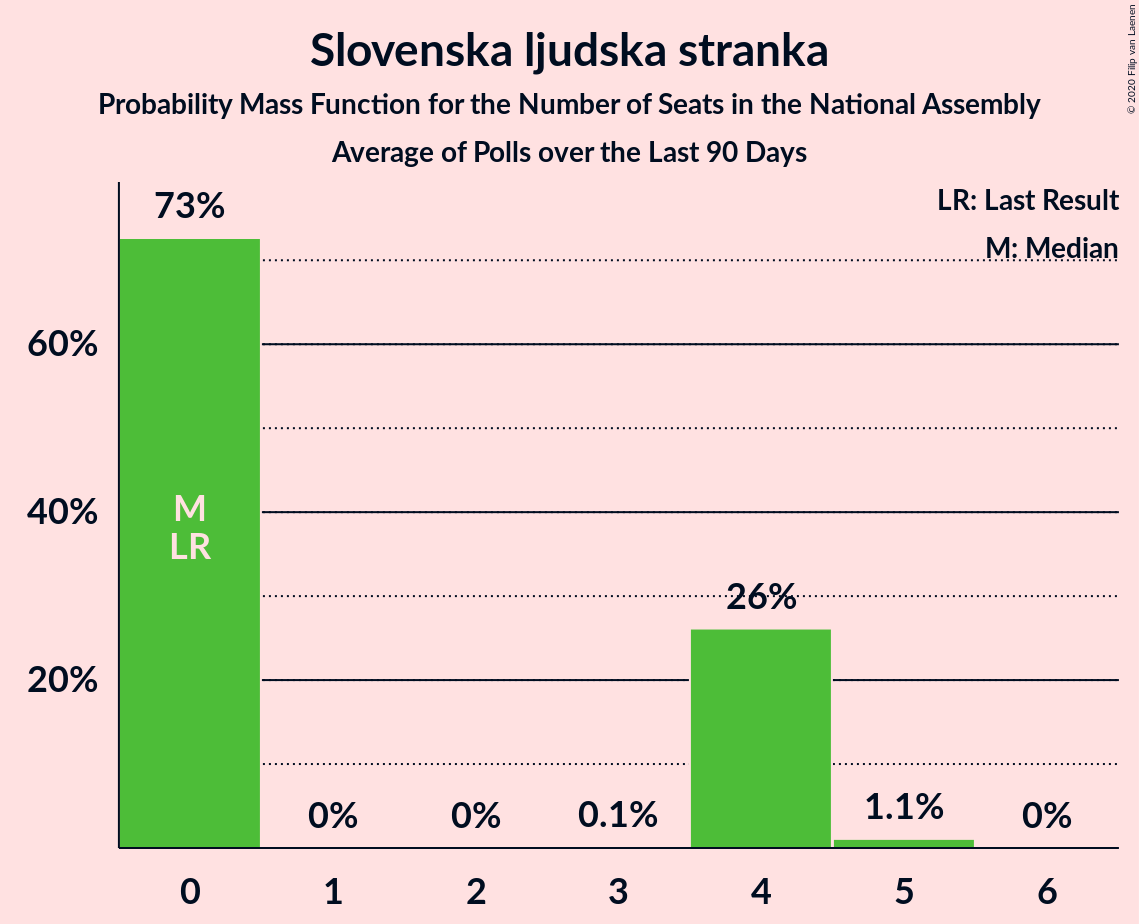 Slovenska ljudska stranka
Probability Mass Function for the Number of Seats in the National Assembly
Average of Polls over the Last 90 Days
© 2020 Filip van Laenen
LR: Last Result
M: Median
73%
60%
40%
20%
M
LR
0%
0%
0.1%
26%
1.1%
0%
0
1
2
3
4
5
6